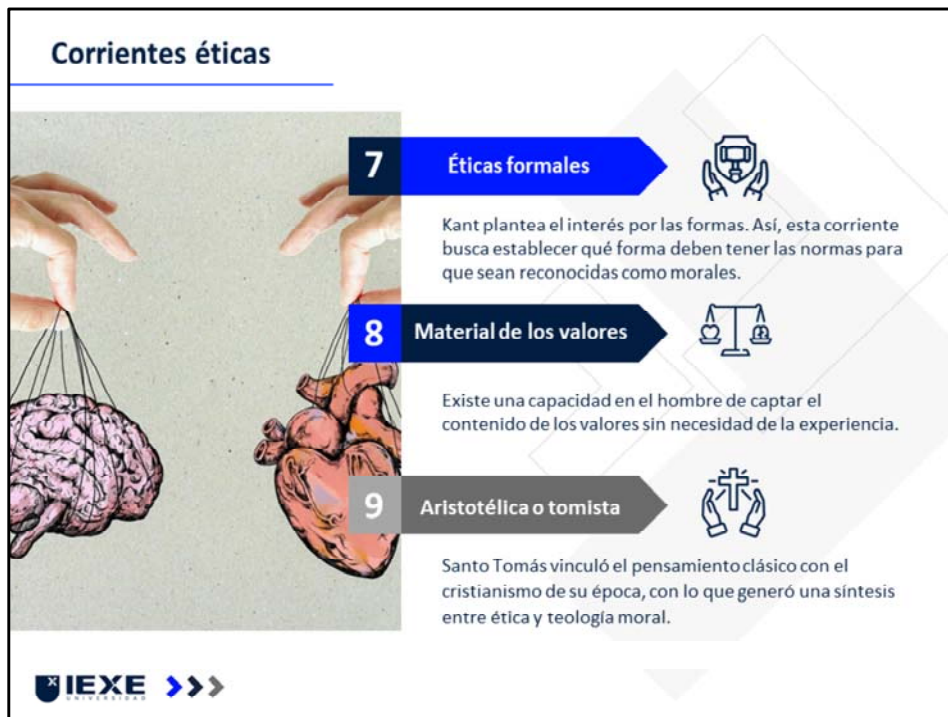 Corrientes éticas
7
Éticas formales
Kant plantea el interés por las formas. Así, esta corriente
busca establecer qué forma deben tener las normas para
que sean reconocidas como morales.
8
Material de los valores
Existe una capacidad en el hombre de captar el
contenido de los valores sin necesidad de la experiencia.
9
Aristotélica o tomista
Santo Tomás vinculó el pensamiento clásico con el
cristianismo de su época, con lo que generó una síntesis
entre ética y teología moral.
IEXE
UNIVERSIDAD